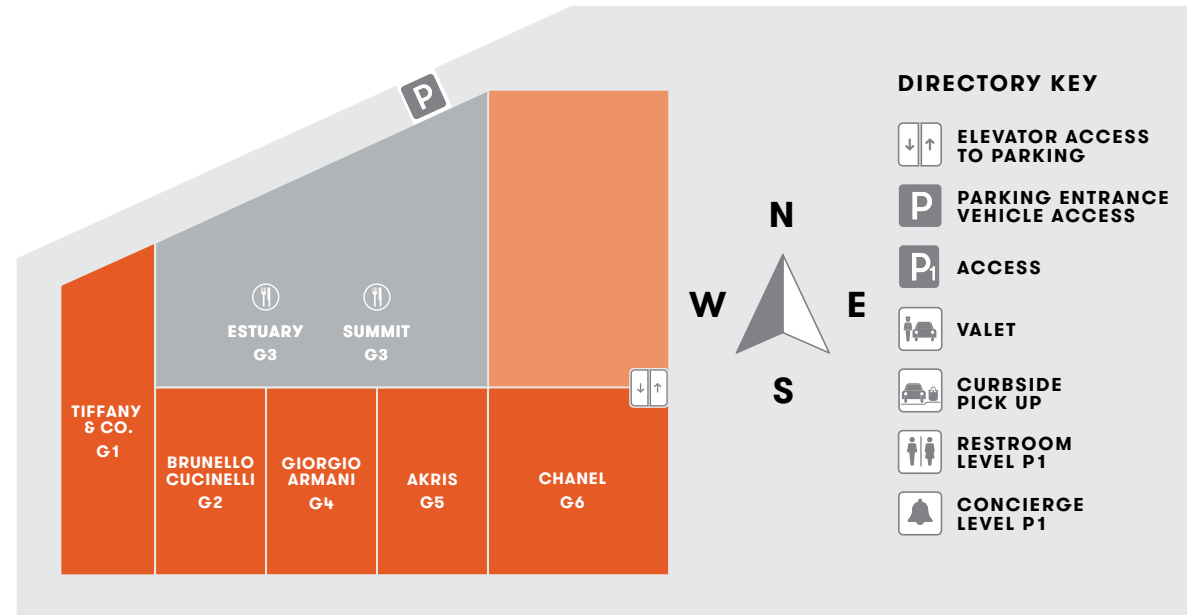 P
ESTUARY
G3
SUMMIT
G3
TIFFANY
& CO.
G1
BRUNELLO
CUCINELLI
G2
GIORGIO
ARMANI
G4
AKRIS
G5
CHANEL
G6
N
W
E
S
DIRECTORY KEY
ELEVATOR ACCESS
TO PARKING
P
PARKING ENTRANCE
VEHICLE ACCESS
P1
ACCESS
VALET
CURBSIDE
PICK UP
RESTROOM
LEVEL P1
CONCIERGE
LEVEL P1